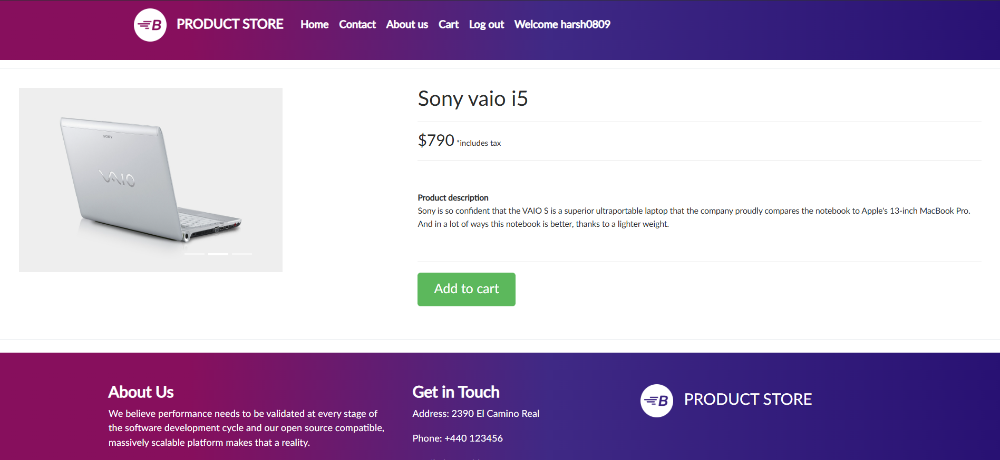 B PRODUCT STORE Home Contact About us Cart Log out Welcome harsh0809
SONY
VAIO
Sony vaio i5
$790 *includes tax
Product description
Sony is so confident that the VAIO S is a superior ultraportable laptop that the company proudly compares the notebook to Apple's 13-inch MacBook Pro.
And in a lot of ways this notebook is better, thanks to a lighter weight.
Add to cart
About Us
We believe performance needs to be validated at every stage of
the software development cycle and our open source compatible,
massively scalable platform makes that a reality.
Get in Touch
Address: 2390 El Camino Real
Phone: +440 123456
B PRODUCT STORE